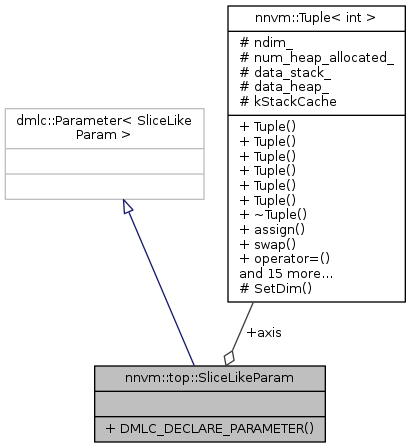 nnvm::Tuple< int >
# ndim_
# num_heap_allocated_
# data_stack_
# data_heap_
# kStackCache
+ Tuple()
+ Tuple()
+ Tuple()
+ Tuple()
+ Tuple()
+ Tuple()
+ ~Tuple()
+ assign()
+ swap()
+ operator=()
and 15 more...
# SetDim()
dmlc::Parameter< SliceLike
Param >
+axis
nnvm::top::SliceLikeParam
+ DMLC_DECLARE_PARAMETER()